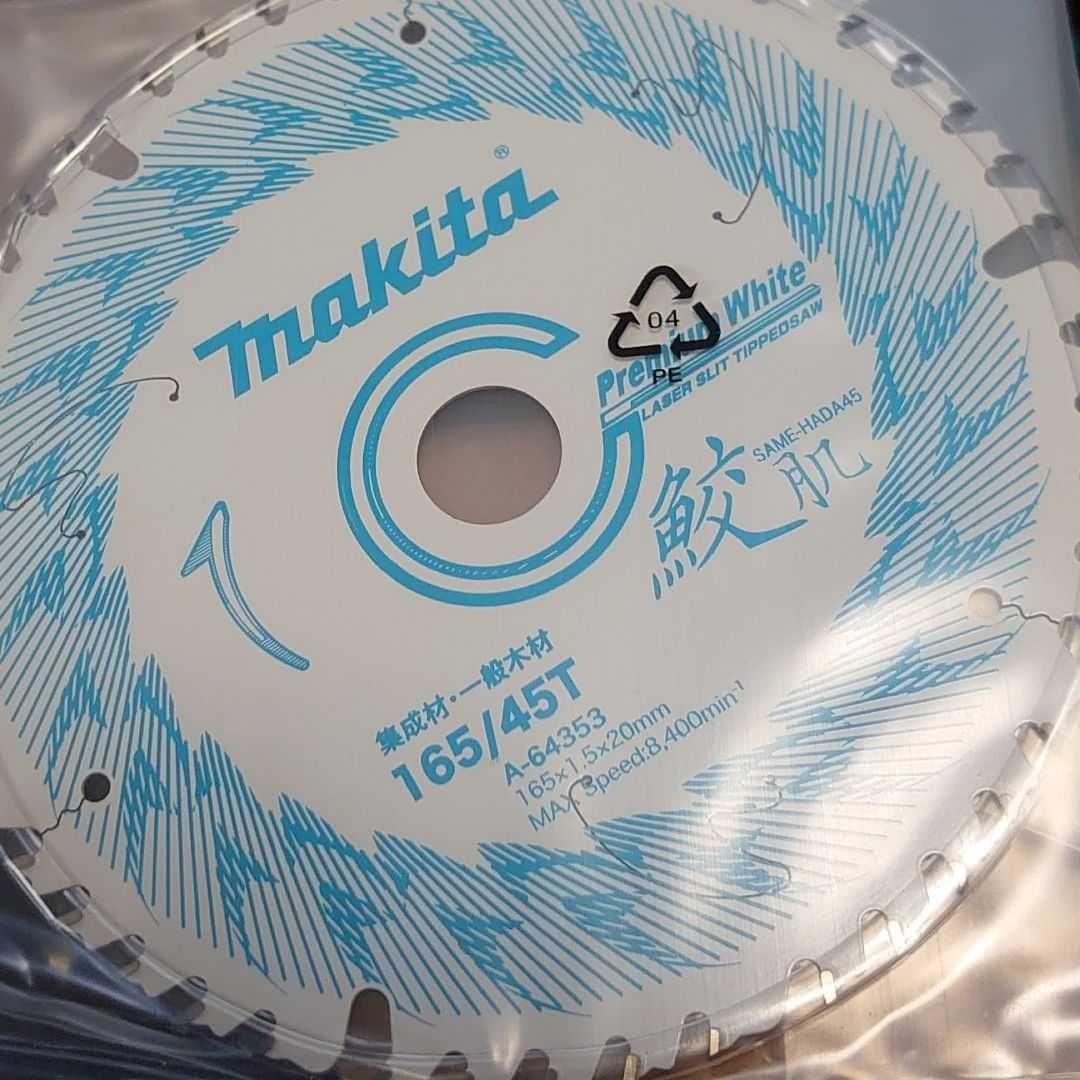 makita®
Premium White
LASER SLIT TIPPEDSAW
04
PE
SAME-HADA45
鮫肌
集成材・一般木材
165/45T
A-64353
165×1.5×20mm
MAX. Speed:8,400min⁻¹